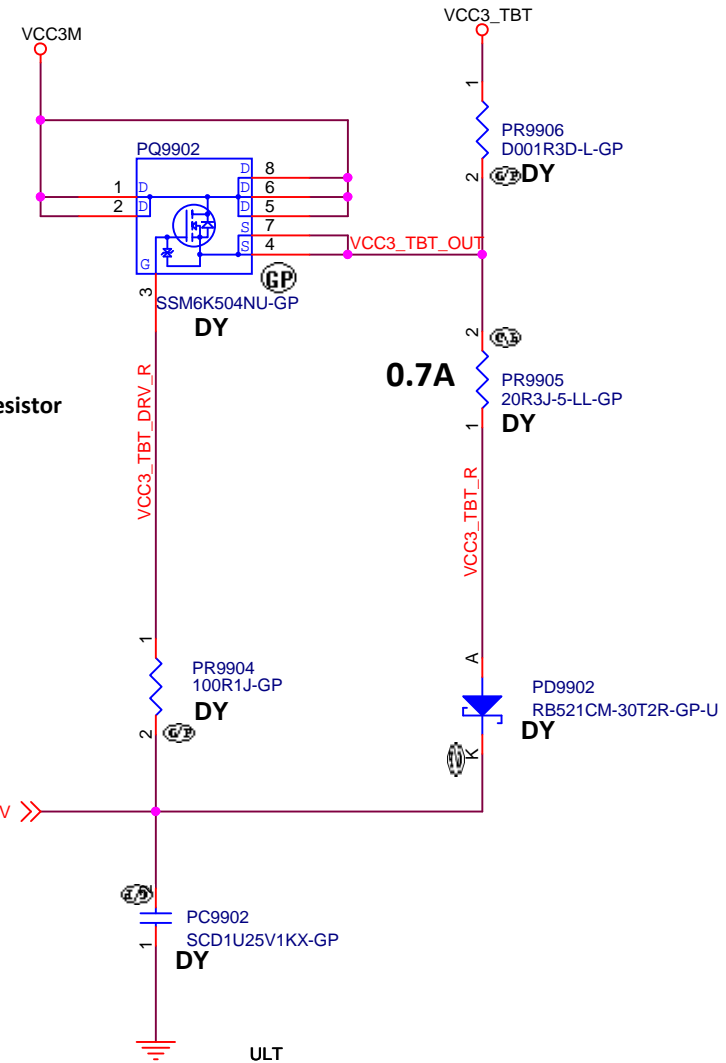 VCC3_TBT
VCC3M
1
PR9906
D001R3D-L-GP
2
G/P
DY
PQ9902
1
2
D
D
D
D
D
S
S
G
8
6
5
7
4
VCC3_TBT_OUT
3
GP
SSM6K504NU-GP
DY
2
0.7A
PR9905
20R3J-5-LL-GP
1
DY
esistor
VCC3_TBT_DRV_R
VCC3_TBT_R
1
PR9904
100R1J-GP
DY
2
G/P
A
PD9902
RB521CM-30T2R-GP-U
DY
K
V
PC9902
SCD1U25V1KX-GP
1
DY
ULT